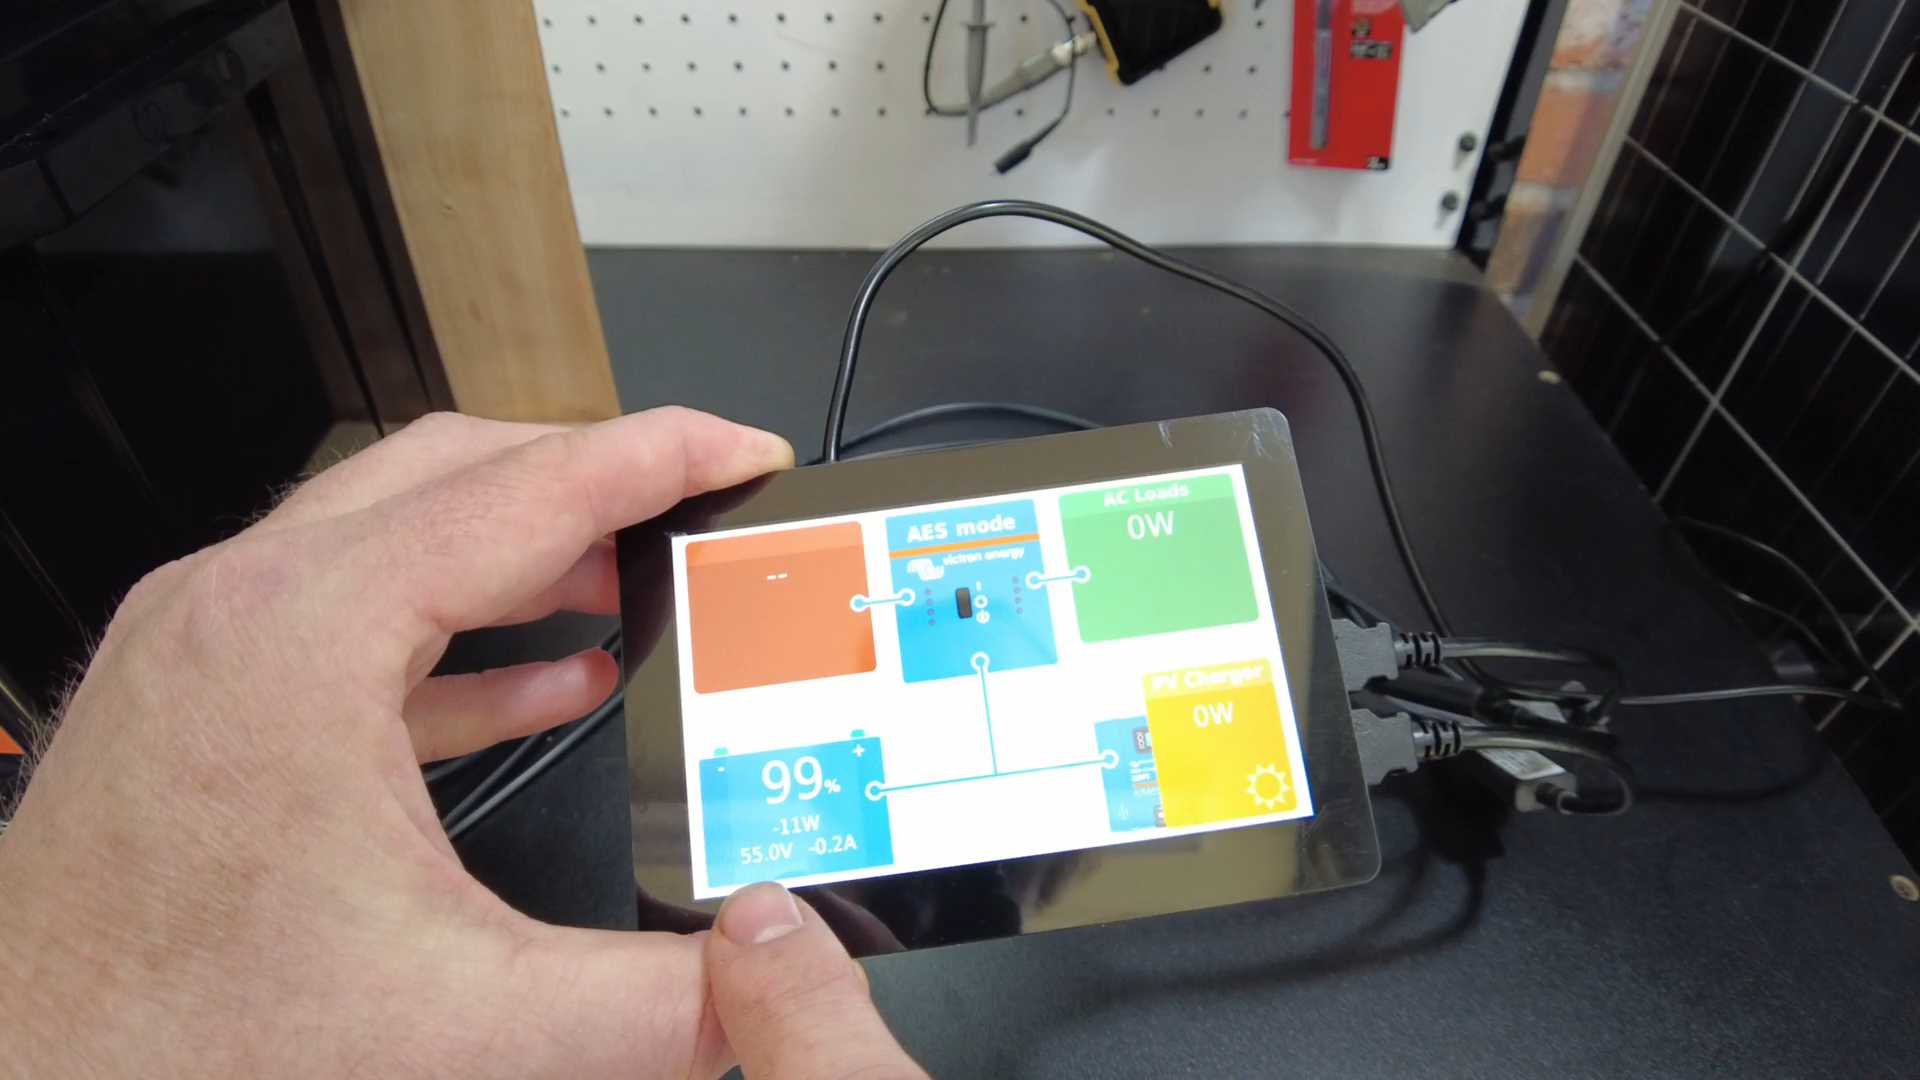 --
AES mode
victron energy
AC Loads
0W
PV Charger
0W
- +
99%
-11W
55.0V -0.2A